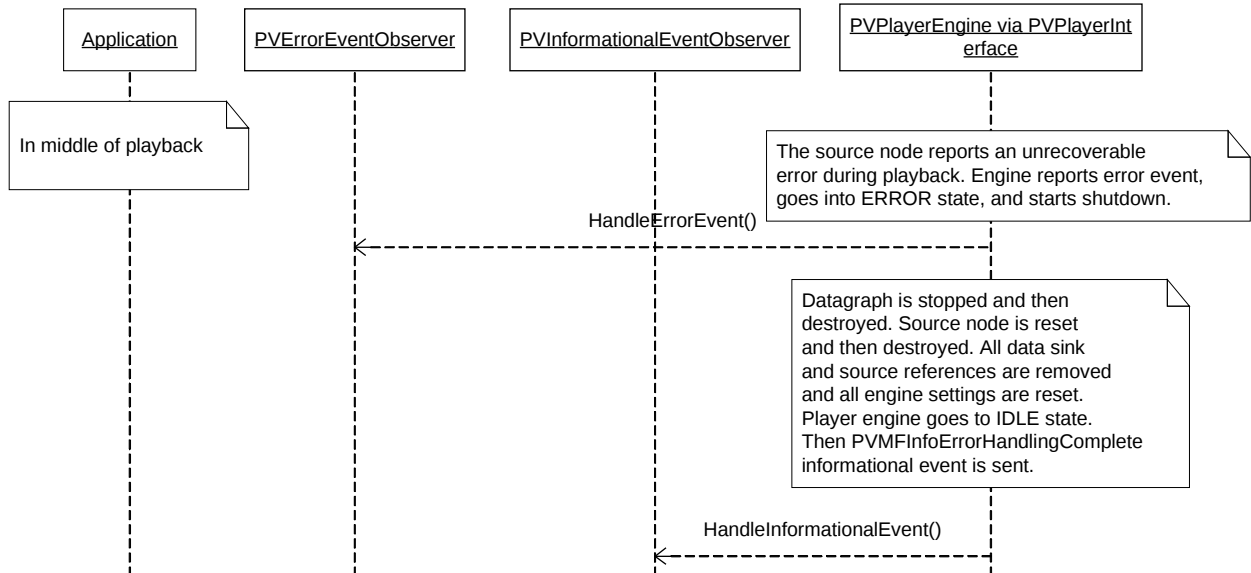 Application
PVErrorEventObserver
PVInformationalEventObserver
PVPlayerEngine via PVPlayerInt
erface
In middle of playback
The source node reports an unrecoverable
error during playback. Engine reports error event,
goes into ERROR state, and starts shutdown.
HandleErrorEvent()
Datagraph is stopped and then
destroyed. Source node is reset
and then destroyed. All data sink
and source references are removed
and all engine settings are reset.
Player engine goes to IDLE state.
Then PVMFInfoErrorHandlingComplete
informational event is sent.
HandleInformationalEvent()